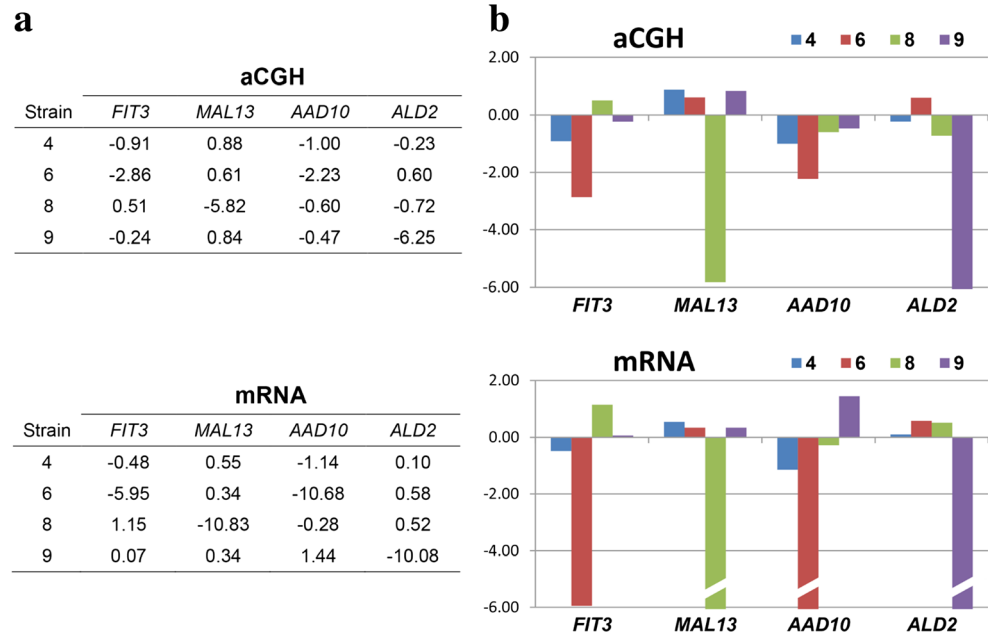 a
aCGH
Strain FIT3 MAL13 AAD10 ALD2
4 -0.91 0.88 -1.00 -0.23
6 -2.86 0.61 -2.23 0.60
8 0.51 -5.82 -0.60 -0.72
9 -0.24 0.84 -0.47 -6.25
mRNA
Strain FIT3 MAL13 AAD10 ALD2
4 -0.48 0.55 -1.14 0.10
6 -5.95 0.34 -10.68 0.58
8 1.15 -10.83 -0.28 0.52
9 0.07 0.34 1.44 -10.08
b
aCGH 4 6 8 9
2.00
0.00
-2.00
-4.00
-6.00
FIT3 MAL13 AAD10 ALD2
mRNA 4 6 8 9
2.00
0.00
-2.00
-4.00
-6.00
FIT3 MAL13 AAD10 ALD2